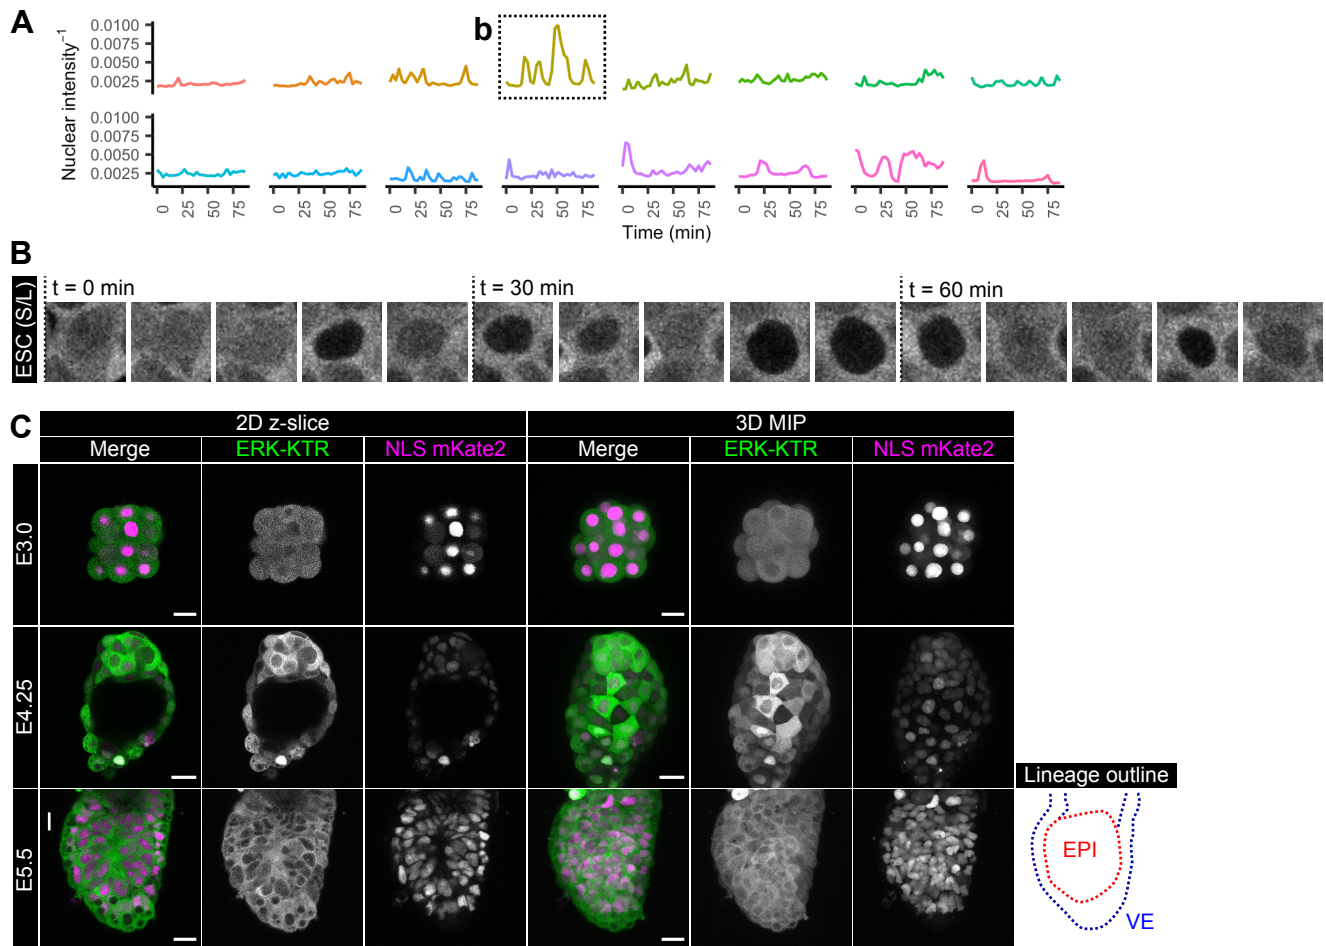 A
b
Nuclear intensity⁻¹
0.0100
0.0075
0.0050
0.0025
0.0100
0.0075
0.0050
0.0025
0 25 50 75 0 25 50 75 0 25 50 75 0 25 50 75 0 25 50 75 0 25 50 75 0 25 50 75 0 25 50 75
Time (min)
B
ESC (S/L)
t = 0 min t = 30 min t = 60 min
C
2D z-slice 3D MIP
Merge ERK-KTR NLS mKate2 Merge ERK-KTR NLS mKate2
E3.0
E4.25
Lineage outline
E5.5
EPI
VE